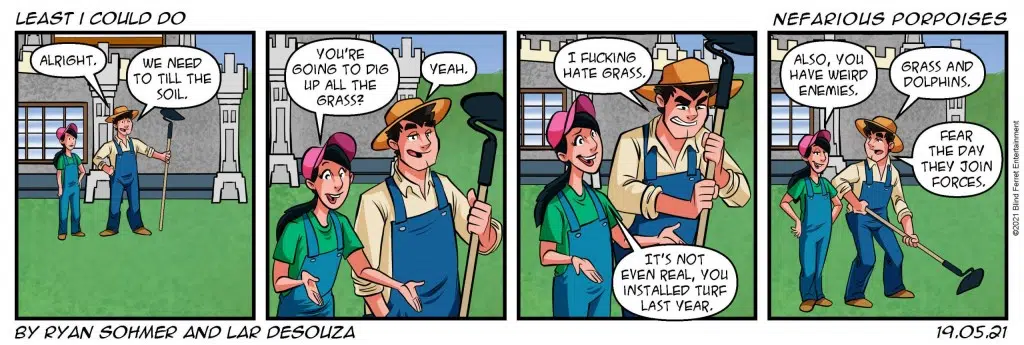 LEAST I COULD DO
NEFARIOUS PORPOISES
ALRIGHT.
WE NEED
TO TILL THE
SOIL.
YOU'RE
GOING TO DIG
UP ALL THE
GRASS?
YEAH.
I FUCKING
HATE GRASS.
IT'S NOT
EVEN REAL, YOU
INSTALLED TURF
LAST YEAR.
ALSO, YOU
HAVE WEIRD
ENEMIES.
GRASS AND
DOLPHINS.
FEAR
THE DAY
THEY JOIN
FORCES.
©2021 Blind Ferret Entertainment
BY RYAN SOHMER AND LAR DESOUZA
19.05.21